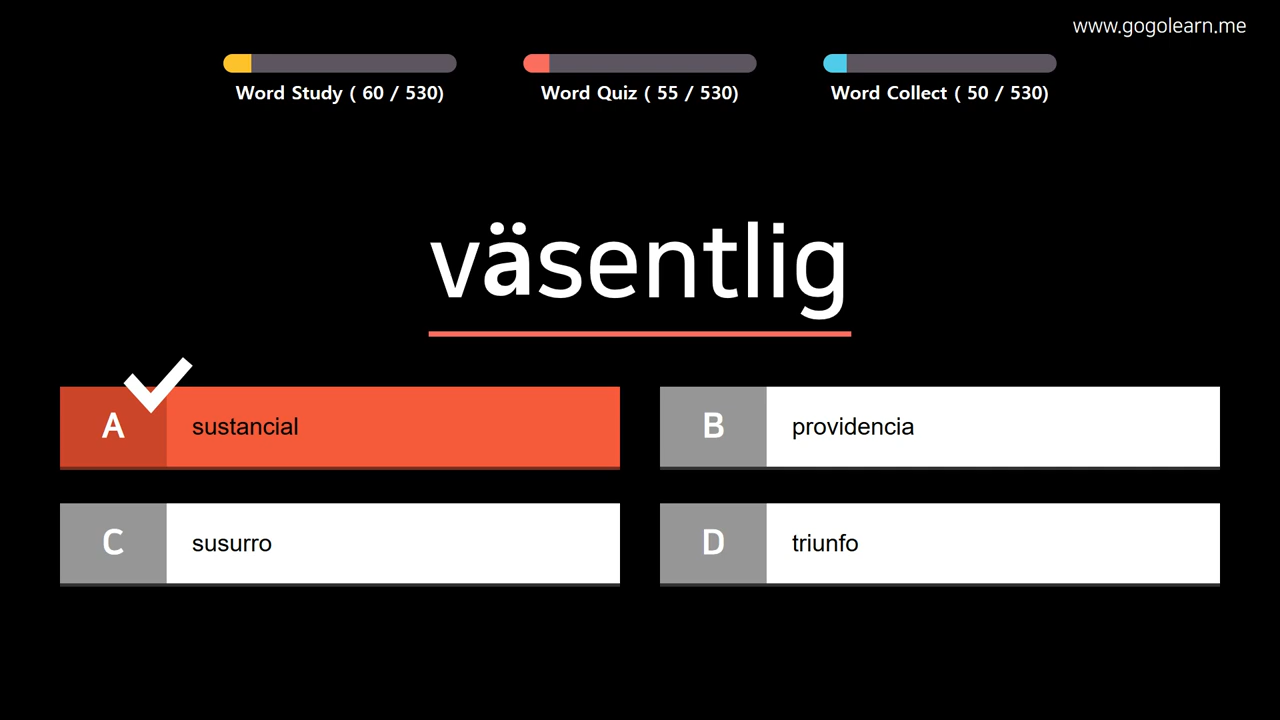 www.gogolearn.me
Word Study ( 60 / 530)
Word Quiz ( 55 / 530)
Word Collect ( 50 / 530)
väsentlig
A sustancial
B providencia
C susurro
D triunfo